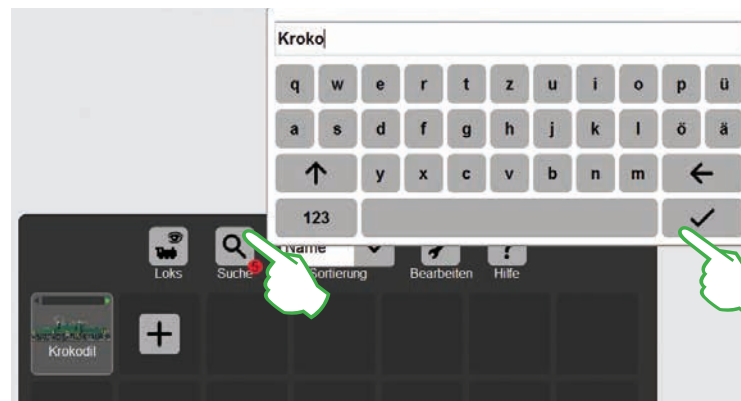 Kroko
q w e r t z u i o p ü
a s d f g h j k l ö ä
y x c v b n m
123
Name
Loks Suche Sortierung Bearbeiten Hilfe
?
Krokodil